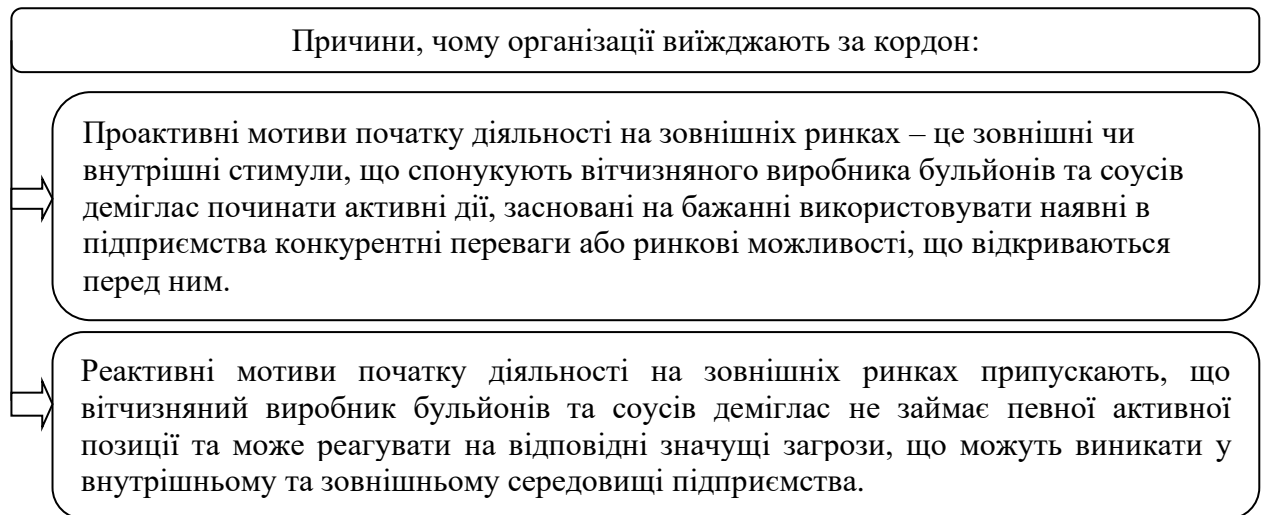 Причини, чому організації виїжджають за кордон:
Проактивні мотиви початку діяльності на зовнішніх ринках – це зовнішні чи
внутрішні стимули, що спонукують вітчизняного виробника бульйонів та соусів
деміглас починати активні дії, засновані на бажанні використовувати наявні в
підприємства конкурентні переваги або ринкові можливості, що відкриваються
перед ним.
Реактивні мотиви початку діяльності на зовнішніх ринках припускають, що
вітчизняний виробник бульйонів та соусів деміглас не займає певної активної
позиції та може реагувати на відповідні значущі загрози, що можуть виникати у
внутрішньому та зовнішньому середовищі підприємства.